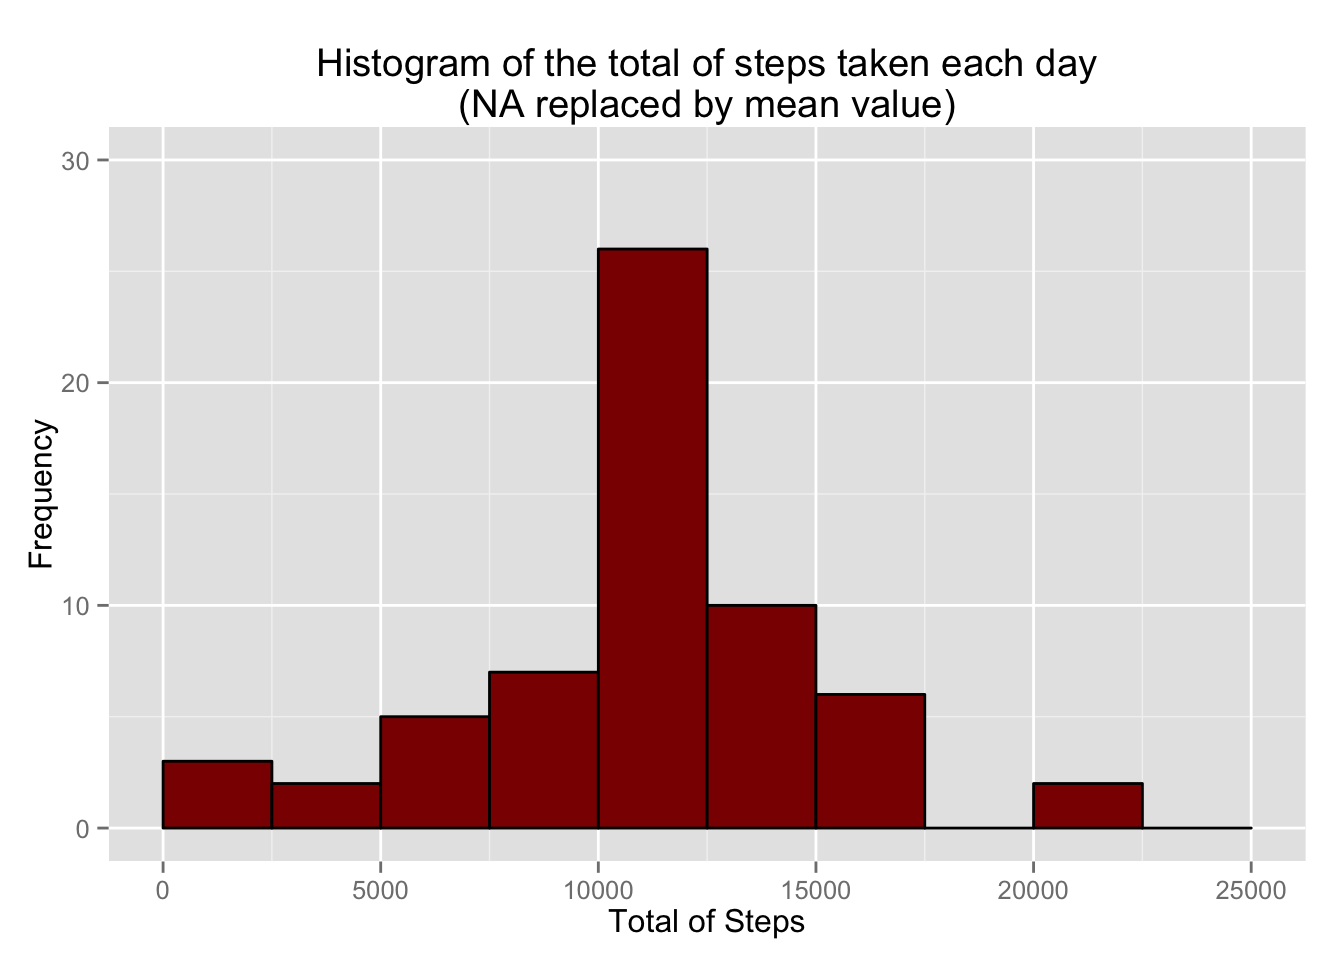 Histogram of the total of steps taken each day
(NA replaced by mean value)
30
20
10
0
Frequency
0 5000 10000 15000 20000 25000
Total of Steps